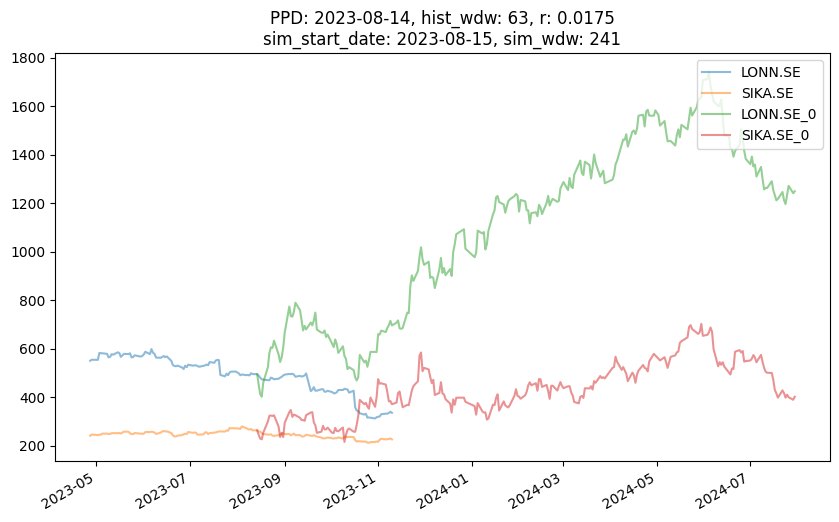 PPD: 2023-08-14, hist_wdw: 63, r: 0.0175
sim_start_date: 2023-08-15, sim_wdw: 241
LONN.SE
SIKA.SE
LONN.SE_0
SIKA.SE_0
1800
1600
1400
1200
1000
800
600
400
200
2023-05
2023-07
2023-09
2023-11
2024-01
2024-03
2024-05
2024-07